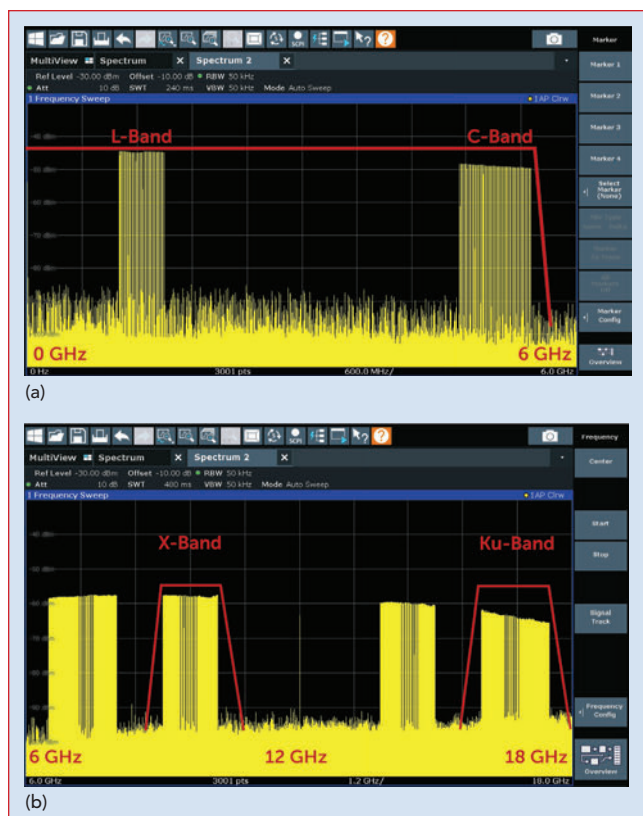 SCPI
Marker
MultiView Spectrum X Spectrum 2 X
Ref Level -30.00 dBm Offset -10.00 dB RBW 50 kHz
Att 10 dB SWT 240 ms VBW 50 kHz Mode Auto Sweep
1 Frequency Sweep 1AP Clrw
Marker 1
Marker 2
Marker 3
Marker 4
Select Marker (None)
Marker Config
Overview
L-Band C-Band
0 GHz 6 GHz
0 Hz 3001 pts 600.0 MHz/ 6.0 GHz
(a)
SCPI
Frequency
MultiView Spectrum X Spectrum 2 X
Ref Level -30.00 dBm Offset -10.00 dB RBW 50 kHz
Att 10 dB SWT 480 ms VBW 50 kHz Mode Auto Sweep
1 Frequency Sweep 1AP Clrw
Center
Start
Stop
Signal Track
Frequency Config
Overview
X-Band Ku-Band
6 GHz 12 GHz 18 GHz
6.0 GHz 3001 pts 1.2 GHz/ 18.0 GHz
(b)